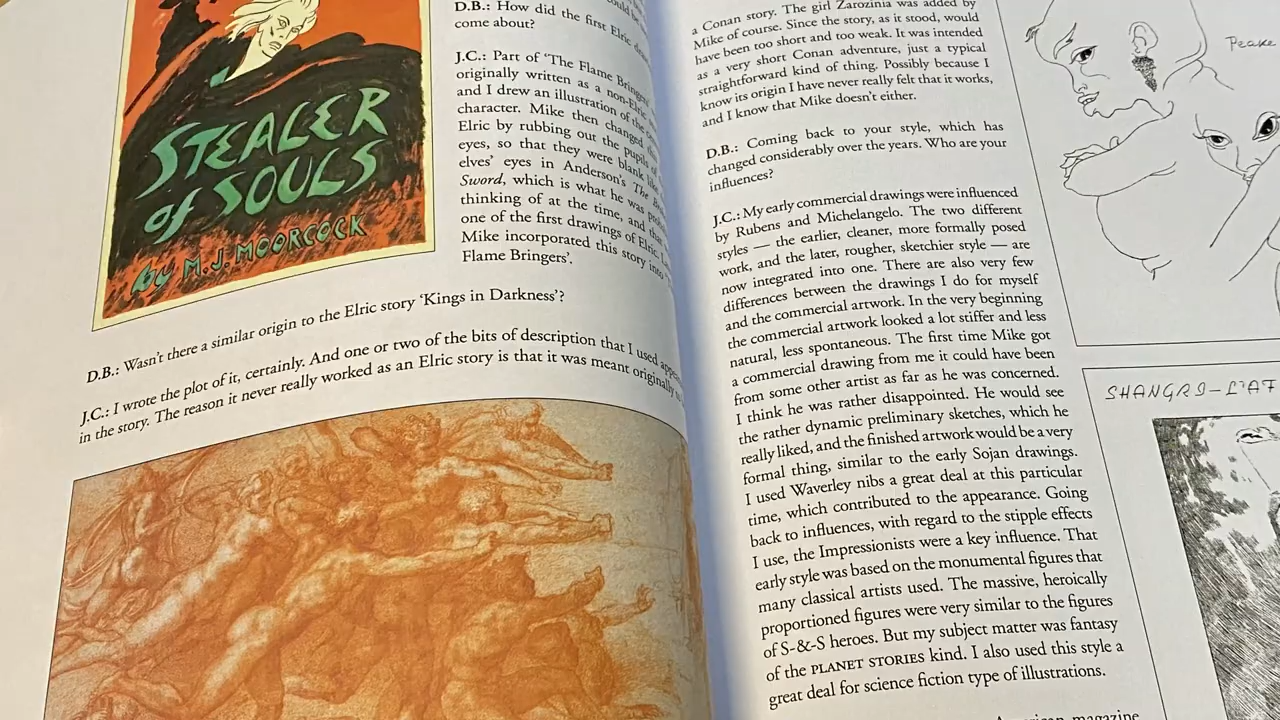 STEALER
of SOULS
by M. J. MOORCOCK
D.B.: How did the first Elric
come about?
J.C.: Part of 'The Flame Bringers'
originally written as a non-Elric
and I drew an illustration of the
character. Mike then changed
Elric by rubbing out the pupils of
eyes, so that they were blank like
elves' eyes in Anderson's The
Sword, which is what he was
thinking of at the time, and that
one of the first drawings of Elric.
Mike incorporated this story into
Flame Bringers'.
D.B.: Wasn't there a similar origin to the Elric story 'Kings in Darkness'?
J.C.: I wrote the plot of it, certainly. And one or two of the bits of description that I used
in the story. The reason it never really worked as an Elric story is that it was meant originally
a Conan story. The girl Zarozinia was added by
Mike of course. Since the story, as it stood, would
have been too short and too weak. It was intended
as a very short Conan adventure, just a typical
straightforward kind of thing. Possibly because I
know its origin I have never really felt that it works,
and I know that Mike doesn't either.
D.B.: Coming back to your style, which has
changed considerably over the years. Who are your
influences?
J.C.: My early commercial drawings were influenced
by Rubens and Michelangelo. The two different
styles — the earlier, cleaner, more formally posed
work, and the later, rougher, sketchier style — are
now integrated into one. There are also very few
differences between the drawings I do for myself
and the commercial artwork. In the very beginning
the commercial artwork looked a lot stiffer and less
natural, less spontaneous. The first time Mike got
a commercial drawing from me it could have been
from some other artist as far as he was concerned.
I think he was rather disappointed. He would see
the rather dynamic preliminary sketches, which he
really liked, and the finished artwork would be a very
formal thing, similar to the early Sojan drawings.
I used Waverley nibs a great deal at this particular
time, which contributed to the appearance. Going
back to influences, with regard to the stipple effects
I use, the Impressionists were a key influence. That
early style was based on the monumental figures that
many classical artists used. The massive, heroically
proportioned figures were very similar to the figures
of S-&-S heroes. But my subject matter was fantasy
of the PLANET STORIES kind. I also used this style a
great deal for science fiction type of illustrations.
American magazine
Peake
SHANGRI-L'A